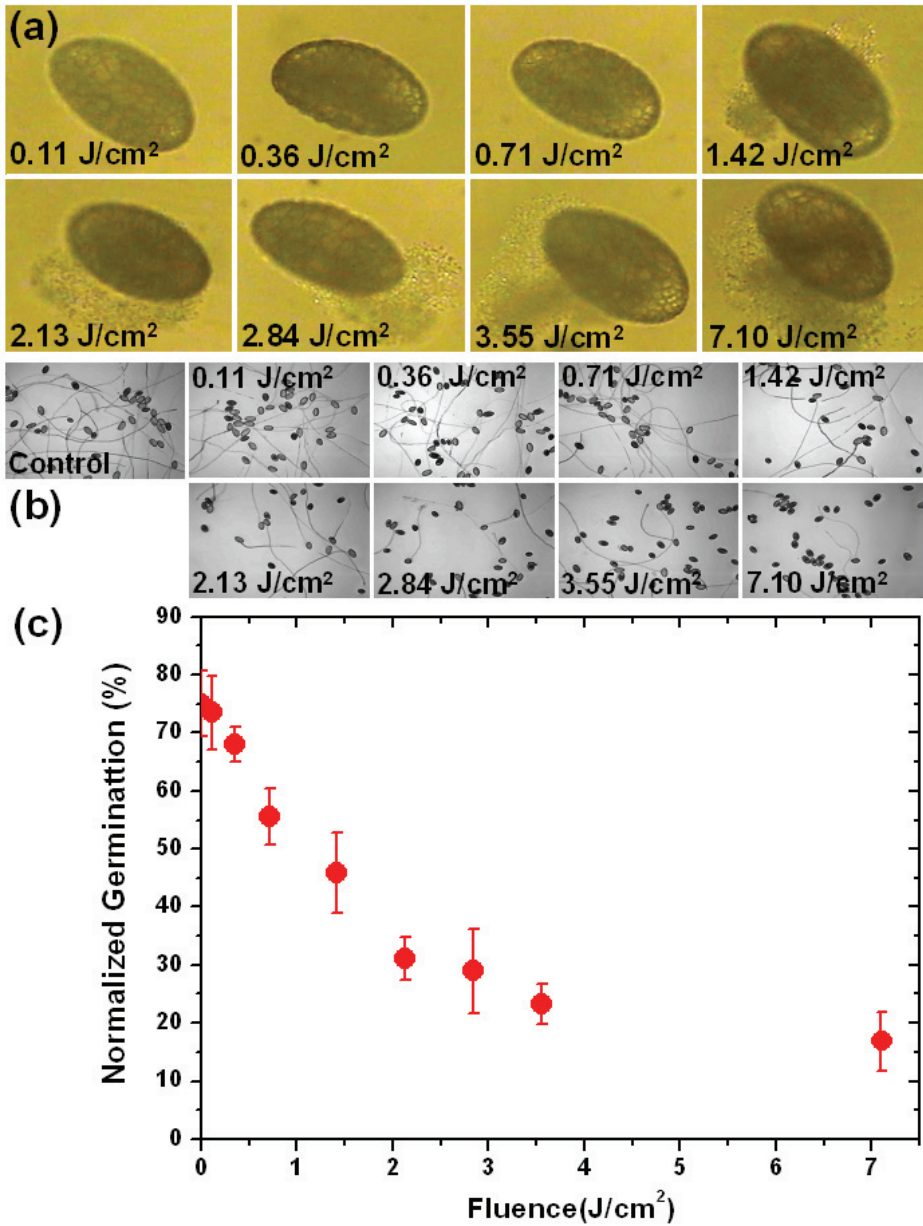 (a)
0.11 J/cm²
0.36 J/cm²
0.71 J/cm²
1.42 J/cm²
2.13 J/cm²
2.84 J/cm²
3.55 J/cm²
7.10 J/cm²
Control
0.11 J/cm²
0.36 J/cm²
0.71 J/cm²
1.42 J/cm²
(b)
2.13 J/cm²
2.84 J/cm²
3.55 J/cm²
7.10 J/cm²
(c)
Normalized Germinattion (%)
90
80
70
60
50
40
30
20
10
0
0 1 2 3 4 5 6 7
Fluence(J/cm²)